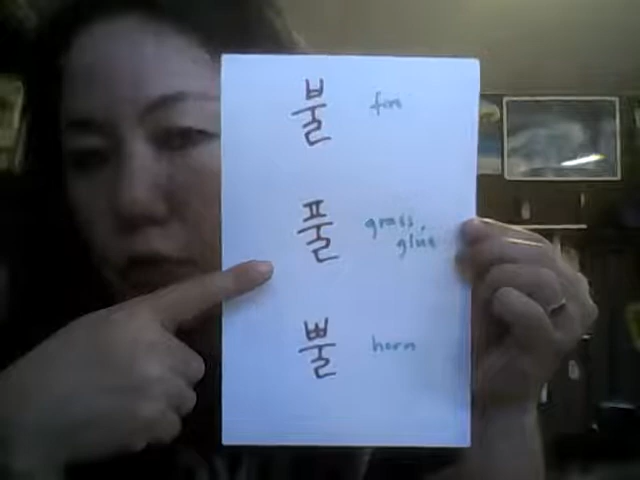 불 fire
풀 grass,
glue
뿔 horn